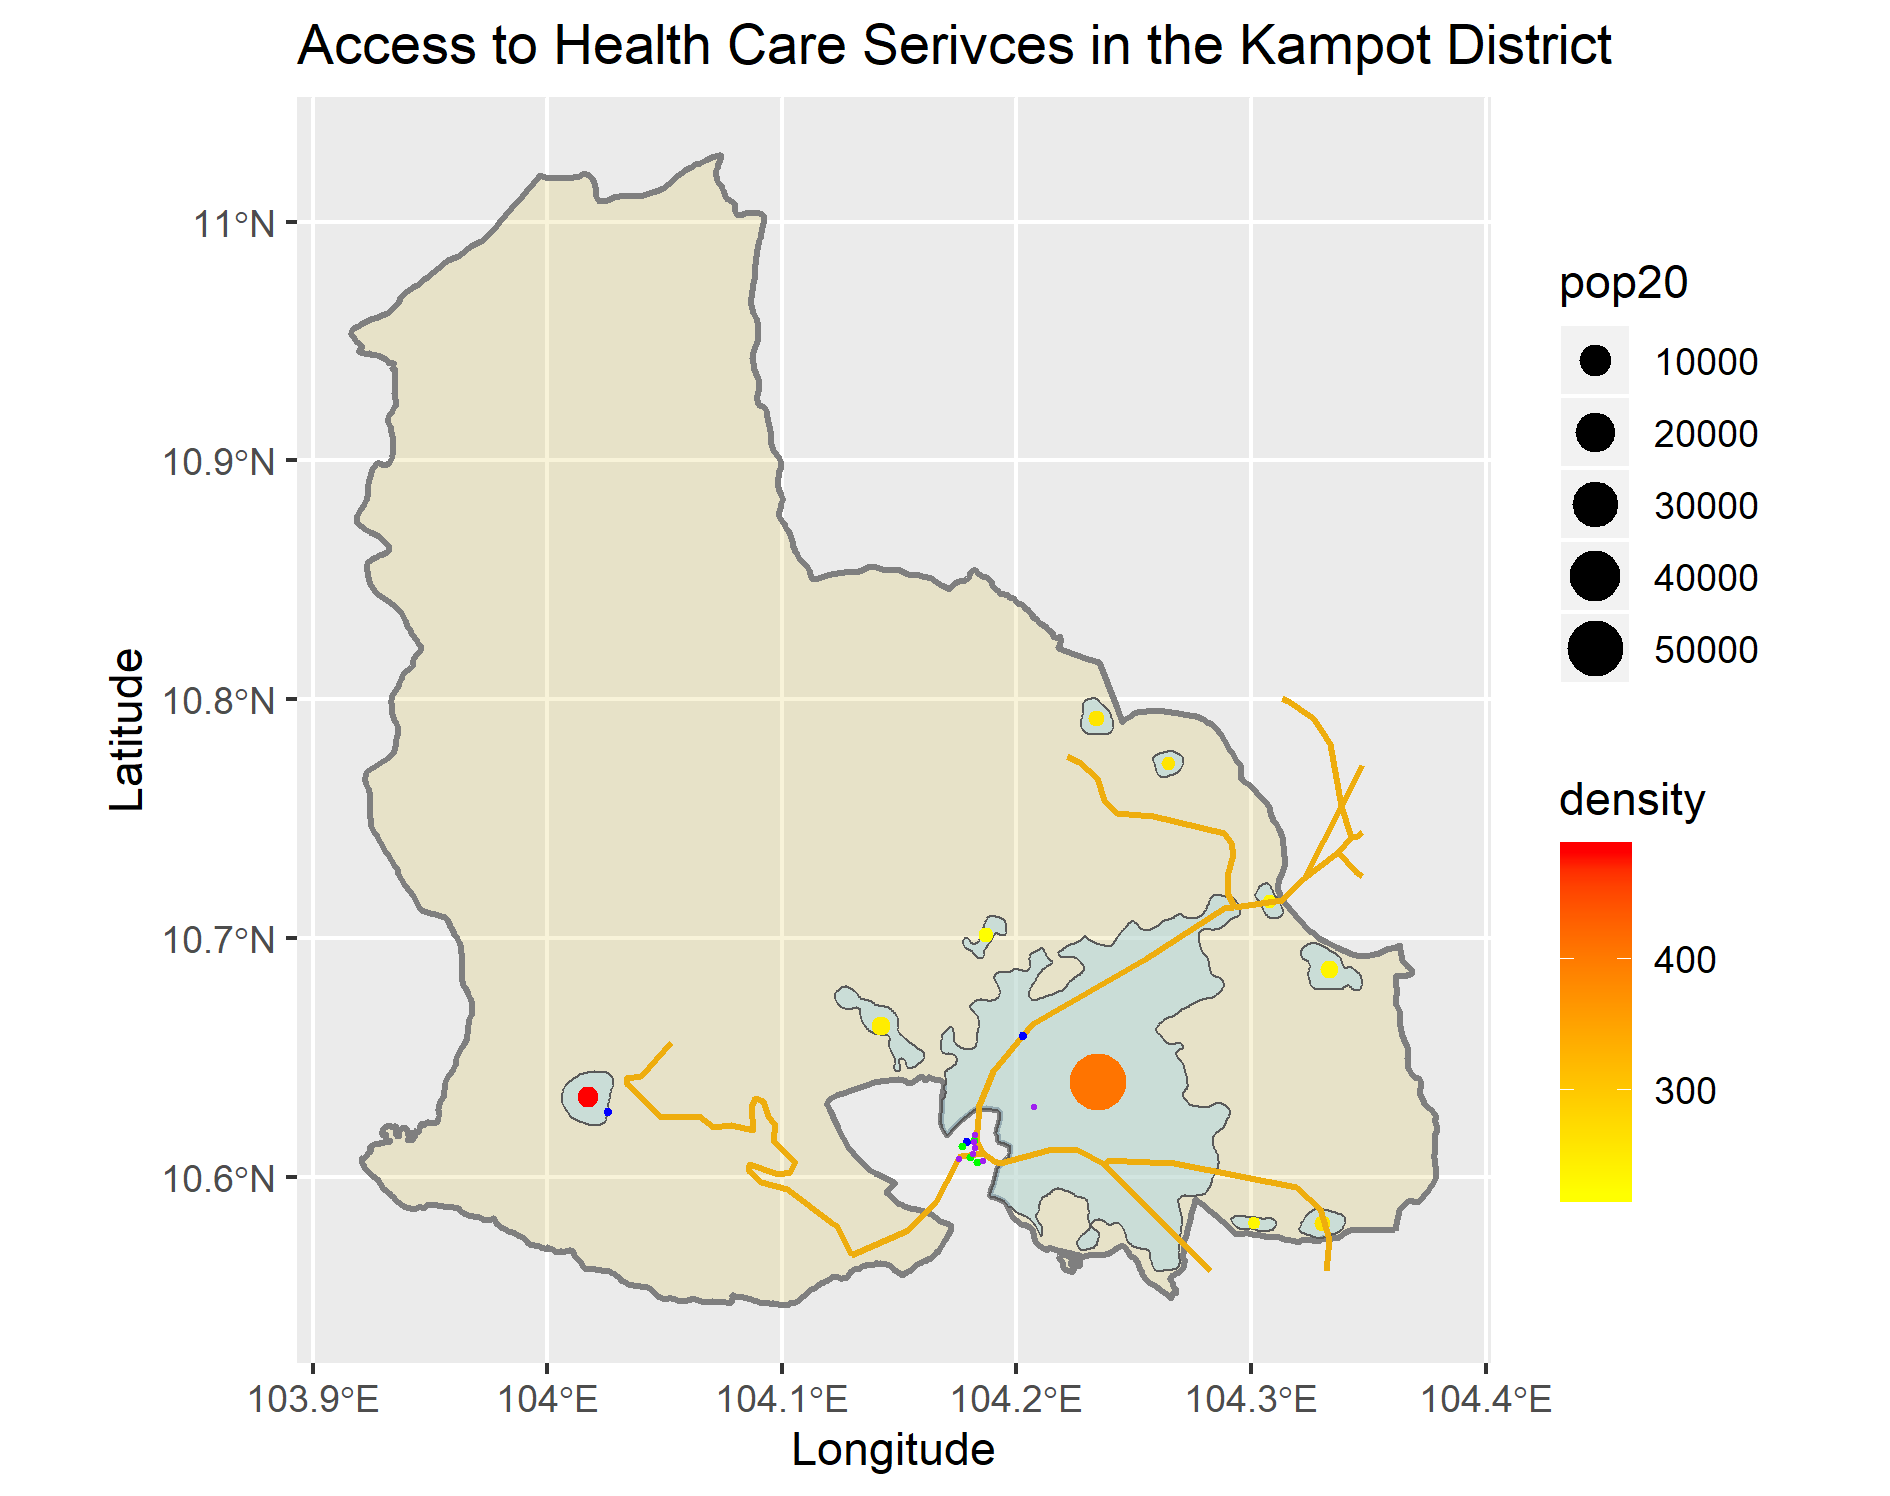 Access to Health Care Serivces in the Kampot District
11°N
10.9°N
10.8°N
10.7°N
10.6°N
Latitude
103.9°E
104°E
104.1°E
104.2°E
104.3°E
104.4°E
Longitude
pop20
10000
20000
30000
40000
50000
density
400
300